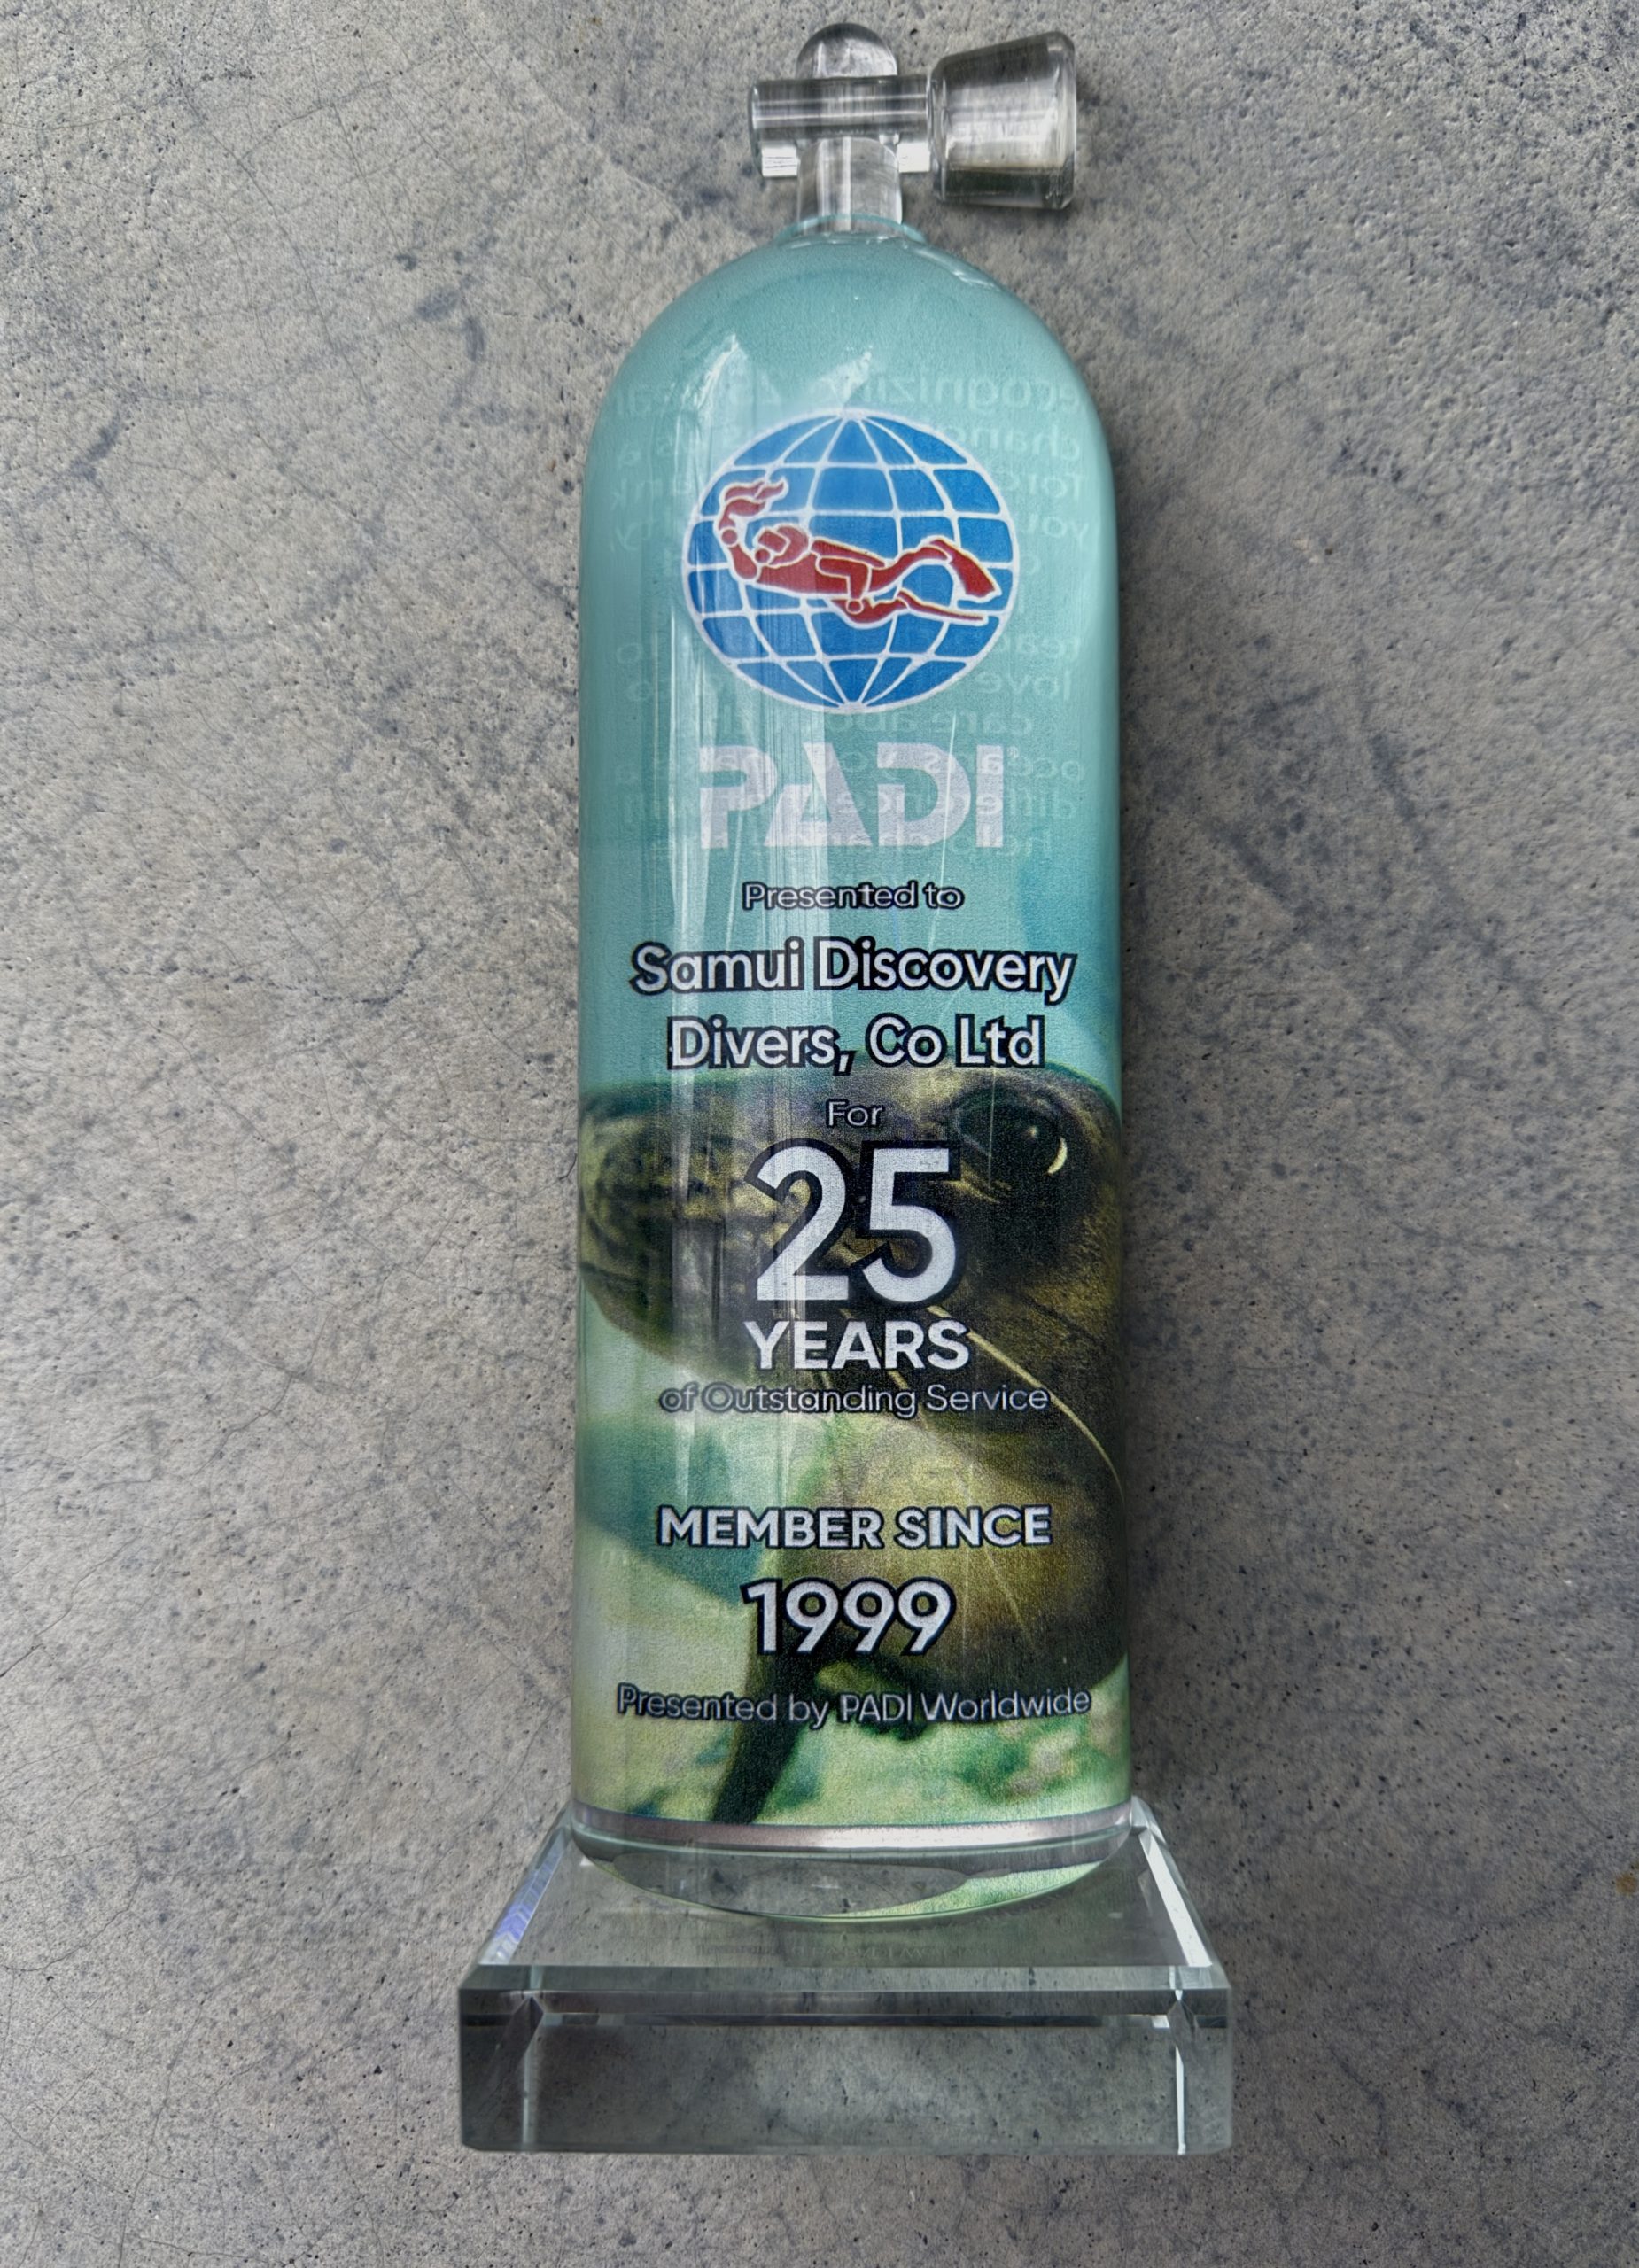 PADI®
Presented to
Samui Discovery
Divers, Co Ltd
For
25
YEARS
of Outstanding Service
MEMBER SINCE
1999
Presented by PADI Worldwide